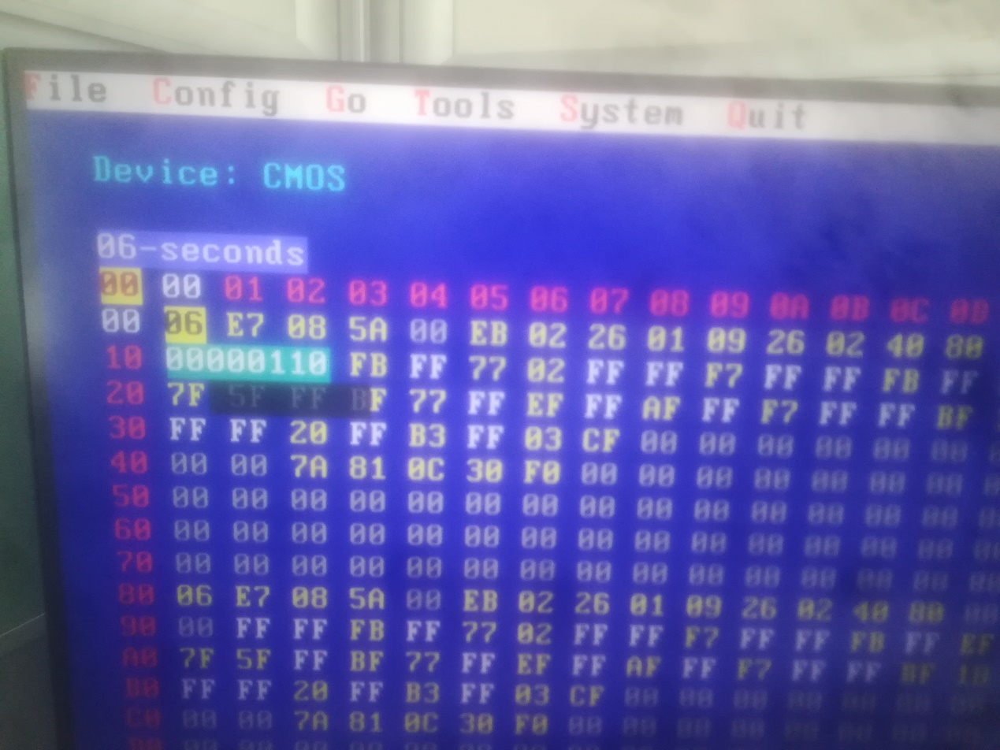 File Config Go Tools System Quit
Device: CMOS
06-seconds
00 00 01 02 03 04 05 06 07 08 09 0A 0B 0C 0D
00 06 E7 08 5A 00 EB 02 26 01 09 26 02 40 80
10 00000110 FB FF 77 02 FF FF F7 FF FF FB FF
20 7F 5F FF BF 77 FF EF FF AF FF F7 FF FF BF
30 FF FF 20 FF B3 FF 03 CF 00 00 00 00 00 00
40 00 00 7A 81 0C 30 F0 00 00 00 00 00 00 00
50 00 00 00 00 00 00 00 00 00 00 00 00 00 00
60 00 00 00 00 00 00 00 00 00 00 00 00 00 00
70 00 00 00 00 00 00 00 00 00 00 00 00 00 00
80 06 E7 08 5A 00 EB 02 26 01 09 26 02 40 80 00
90 00 FF FF FB FF 77 02 FF FF F7 FF FF FB FF EF
A0 7F 5F FF BF 77 FF EF FF AF FF F7 FF FF BF 1D
B0 FF FF 20 FF B3 FF 03 CF 00 00 00 00 00 00 00
C0 00 00 7A 81 0C 30 F0 00 00 00 00 00 00 00 00